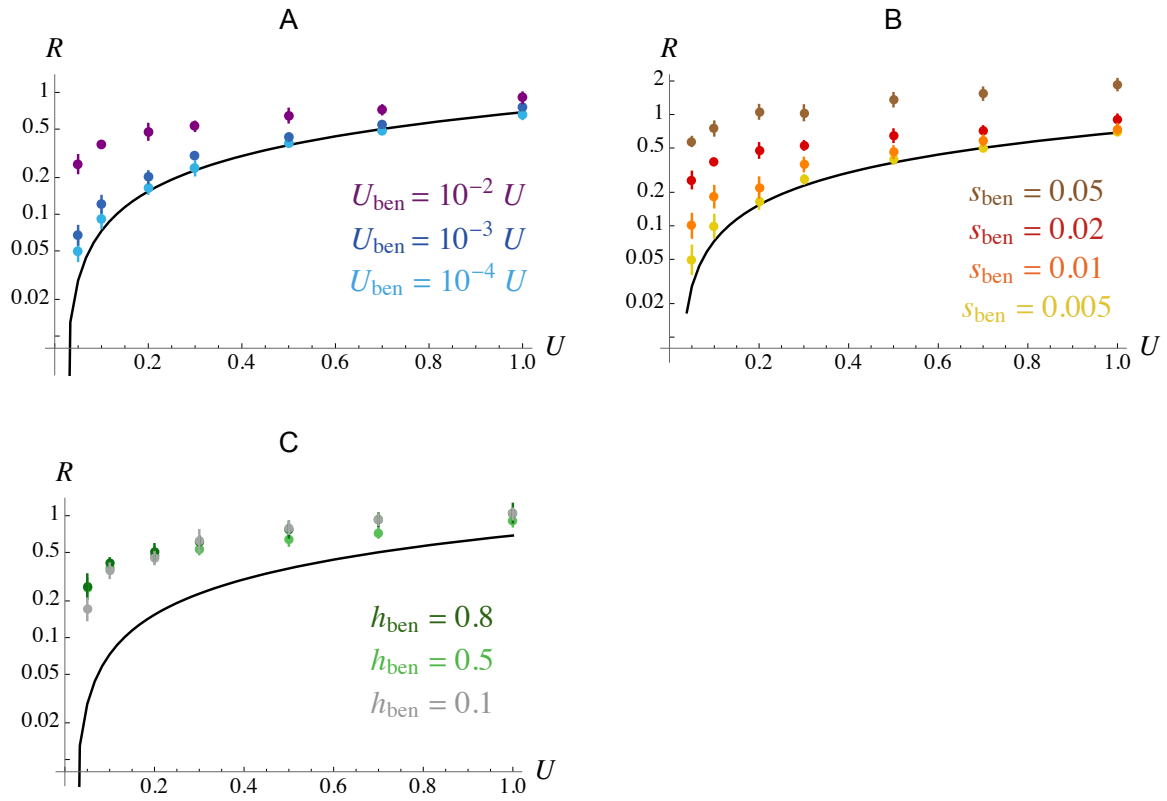 A
R
1
0.5
0.2
0.1
0.05
0.02
U_ben = 10^-2 U
U_ben = 10^-3 U
U_ben = 10^-4 U
0.2 0.4 0.6 0.8 1.0 U
B
R
2
1
0.5
0.2
0.1
0.05
0.02
s_ben = 0.05
s_ben = 0.02
s_ben = 0.01
s_ben = 0.005
0.2 0.4 0.6 0.8 1.0 U
C
R
1
0.5
0.2
0.1
0.05
0.02
h_ben = 0.8
h_ben = 0.5
h_ben = 0.1
0.2 0.4 0.6 0.8 1.0 U